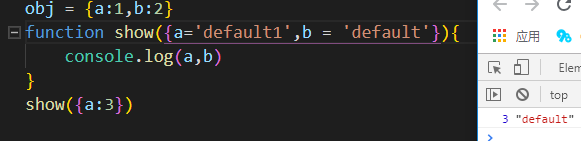 obj = {a:1,b:2}
function show({a='default1',b = 'default'}){
console.log(a,b)
}
show({a:3})
应用
Elem
top
3 "default"